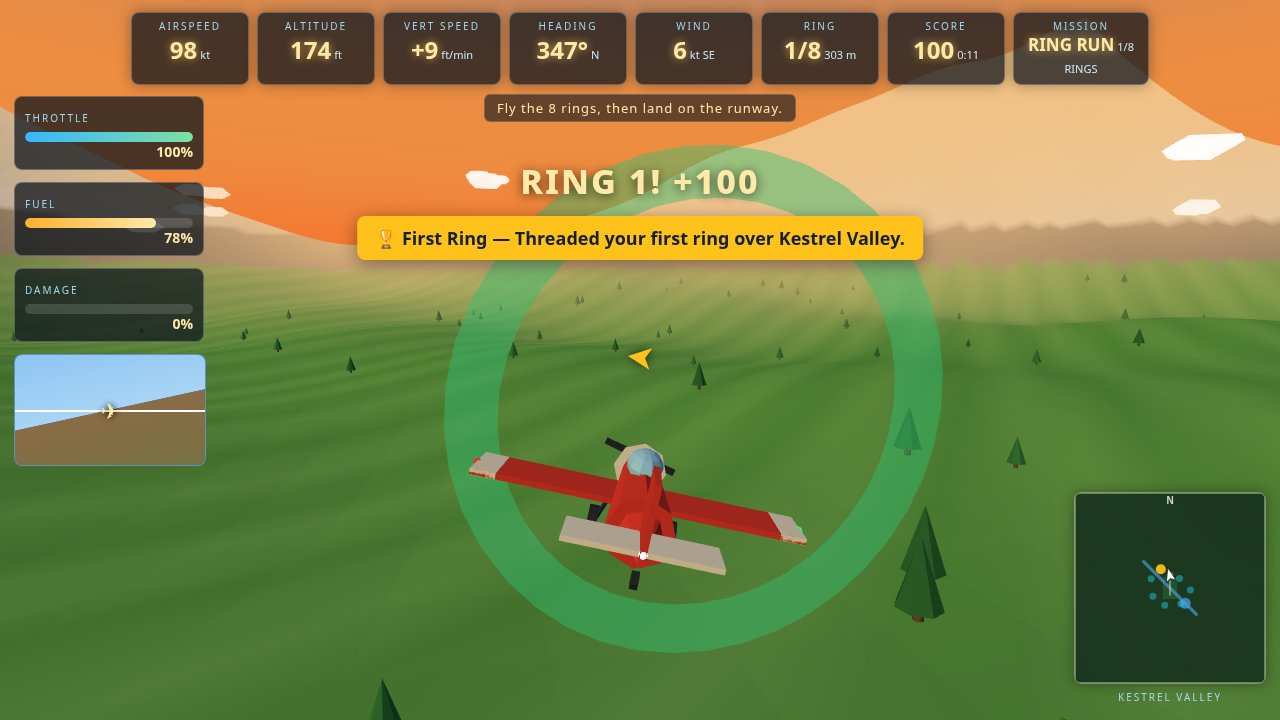 AIRSPEED
98 kt
ALTITUDE
174 ft
VERT SPEED
+9 ft/min
HEADING
347° N
WIND
6 kt SE
RING
1/8 303 m
SCORE
100 0:11
MISSION
RING RUN 1/8
RINGS
Fly the 8 rings, then land on the runway.
THROTTLE
100%
FUEL
78%
DAMAGE
0%
RING 1! +100
🏆 First Ring — Threaded your first ring over Kestrel Valley.
N
KESTREL VALLEY